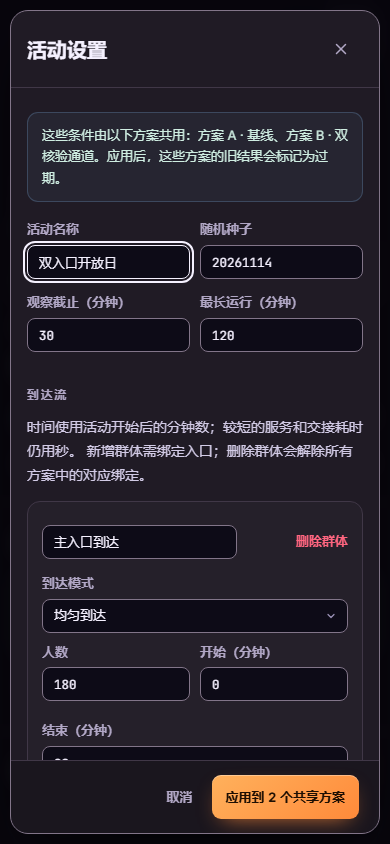 活动设置
这些条件由以下方案共用：方案 A · 基线、方案 B · 双
核验通道。应用后，这些方案的旧结果会标记为过
期。
活动名称
随机种子
双入口开放日
20261114
观察截止（分钟）
最长运行（分钟）
30
120
到达流
时间使用活动开始后的分钟数；较短的服务和交接耗时
仍用秒。 新增群体需绑定入口；删除群体会解除所有
方案中的对应绑定。
主入口到达
删除群体
到达模式
均匀到达
人数
开始（分钟）
180
0
结束（分钟）
取消
应用到 2 个共享方案